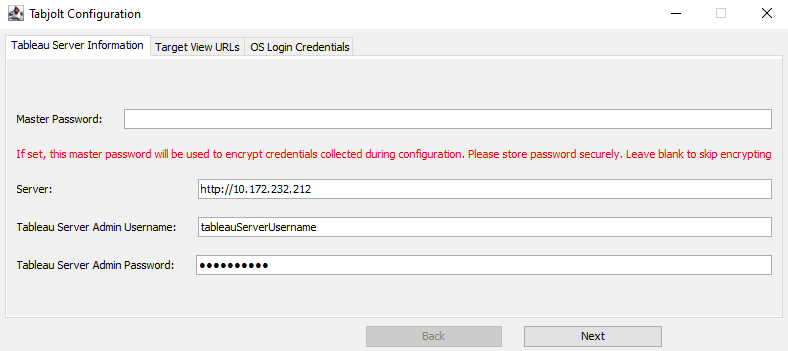 Tabjolt Configuration
Tableau Server Information Target View URLs OS Login Credentials
Master Password:
If set, this master password will be used to encrypt credentials collected during configuration. Please store password securely. Leave blank to skip encrypting
Server: http://10.172.232.212
Tableau Server Admin Username: tableauServerUsername
Tableau Server Admin Password: ●●●●●●●●●●
Back Next